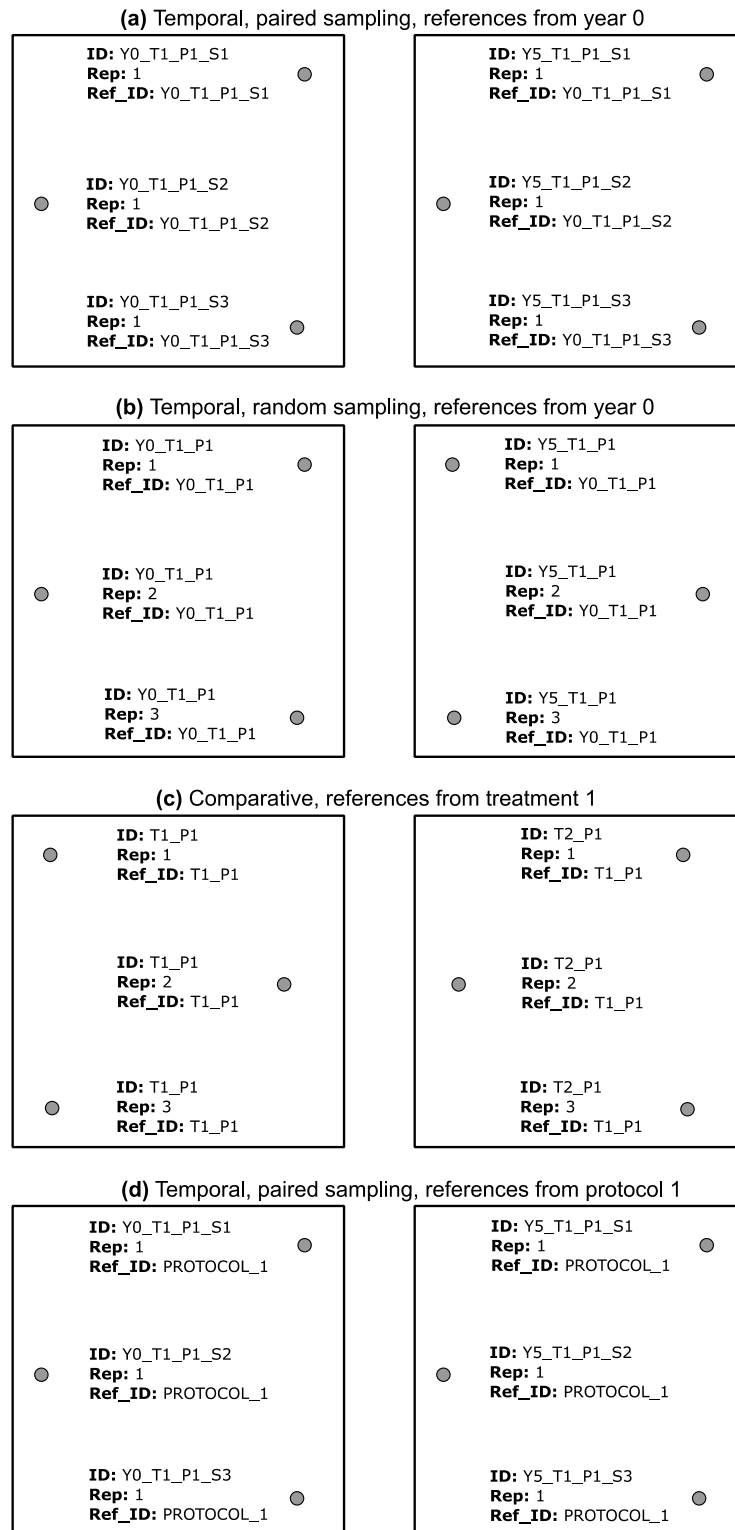 (a) Temporal, paired sampling, references from year 0
ID: Y0_T1_P1_S1
Rep: 1
Ref_ID: Y0_T1_P1_S1
ID: Y0_T1_P1_S2
Rep: 1
Ref_ID: Y0_T1_P1_S2
ID: Y0_T1_P1_S3
Rep: 1
Ref_ID: Y0_T1_P1_S3
ID: Y5_T1_P1_S1
Rep: 1
Ref_ID: Y0_T1_P1_S1
ID: Y5_T1_P1_S2
Rep: 1
Ref_ID: Y0_T1_P1_S2
ID: Y5_T1_P1_S3
Rep: 1
Ref_ID: Y0_T1_P1_S3
(b) Temporal, random sampling, references from year 0
ID: Y0_T1_P1
Rep: 1
Ref_ID: Y0_T1_P1
ID: Y0_T1_P1
Rep: 2
Ref_ID: Y0_T1_P1
ID: Y0_T1_P1
Rep: 3
Ref_ID: Y0_T1_P1
ID: Y5_T1_P1
Rep: 1
Ref_ID: Y0_T1_P1
ID: Y5_T1_P1
Rep: 2
Ref_ID: Y0_T1_P1
ID: Y5_T1_P1
Rep: 3
Ref_ID: Y0_T1_P1
(c) Comparative, references from treatment 1
ID: T1_P1
Rep: 1
Ref_ID: T1_P1
ID: T1_P1
Rep: 2
Ref_ID: T1_P1
ID: T1_P1
Rep: 3
Ref_ID: T1_P1
ID: T2_P1
Rep: 1
Ref_ID: T1_P1
ID: T2_P1
Rep: 2
Ref_ID: T1_P1
ID: T2_P1
Rep: 3
Ref_ID: T1_P1
(d) Temporal, paired sampling, references from protocol 1
ID: Y0_T1_P1_S1
Rep: 1
Ref_ID: PROTOCOL_1
ID: Y0_T1_P1_S2
Rep: 1
Ref_ID: PROTOCOL_1
ID: Y0_T1_P1_S3
Rep: 1
Ref_ID: PROTOCOL_1
ID: Y5_T1_P1_S1
Rep: 1
Ref_ID: PROTOCOL_1
ID: Y5_T1_P1_S2
Rep: 1
Ref_ID: PROTOCOL_1
ID: Y5_T1_P1_S3
Rep: 1
Ref_ID: PROTOCOL_1